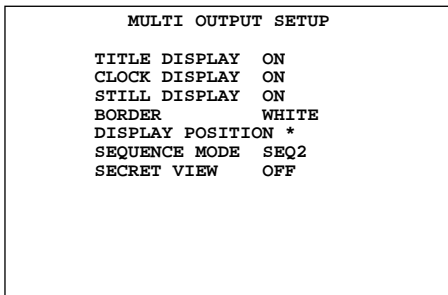 MULTI OUTPUT SETUP
TITLE DISPLAY ON
CLOCK DISPLAY ON
STILL DISPLAY ON
BORDER WHITE
DISPLAY POSITION *
SEQUENCE MODE SEQ2
SECRET VIEW OFF